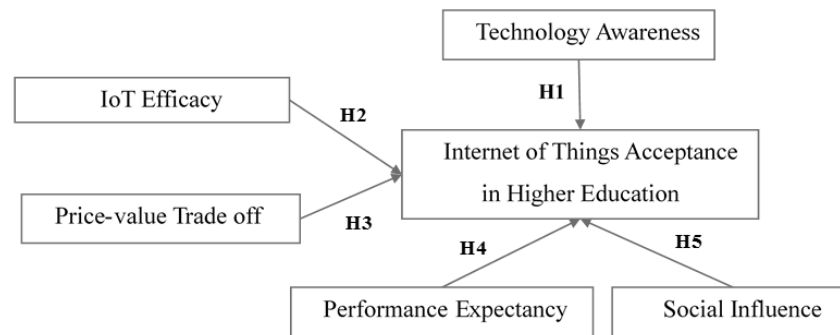 Technology Awareness
IoT Efficacy
H1
H2
Internet of Things Acceptance
in Higher Education
Price-value Trade off
H3
H4
H5
Performance Expectancy
Social Influence